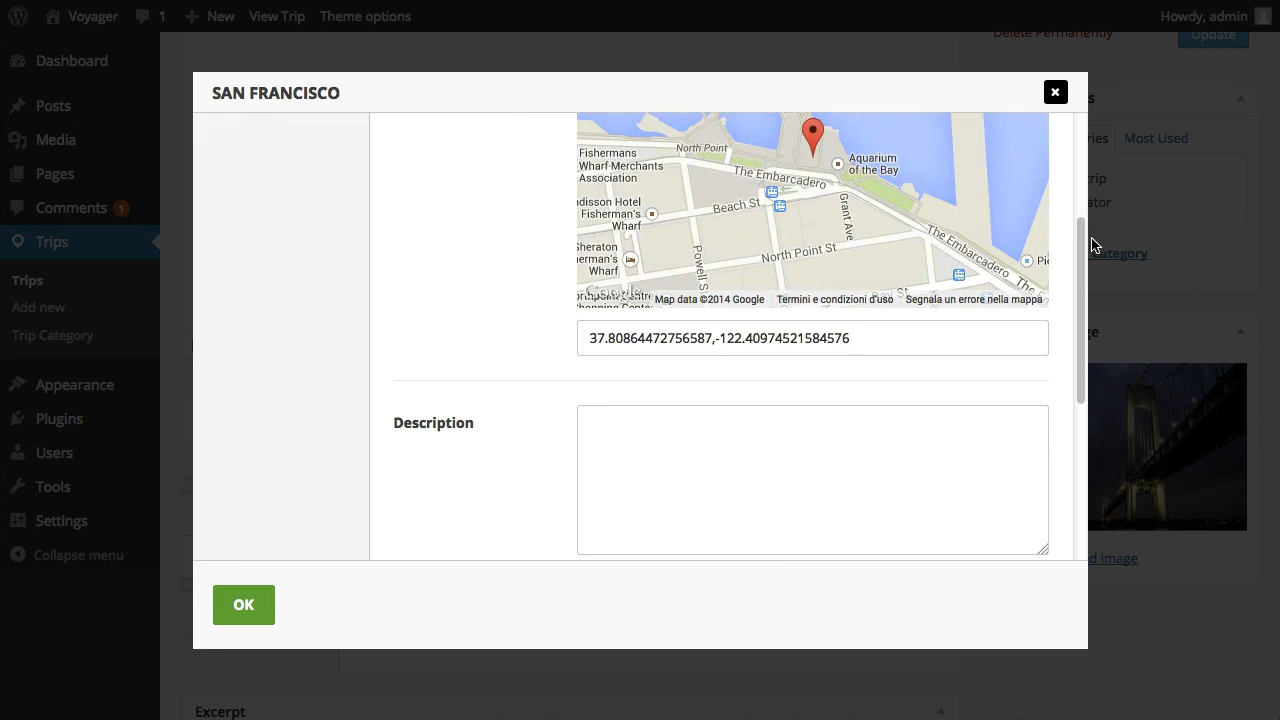 Voyager 1 New View Trip Theme options Howdy, admin
Delete Permanently Update
Dashboard
Posts
Media
Pages
Comments 1
Trips
Trips
Add new
Trip Category
Appearance
Plugins
Users
Tools
Settings
Collapse menu
SAN FRANCISCO
North Point
Fishermans
Wharf Merchants
Association
Aquarium
of the Bay
The Embarcadero
Beach St
Grant Ave
adisson Hotel
Fisherman's
Wharf
The Embarcadero
Sheraton
herman's
Wharf
Powell S
North Point St
Map data ©2014 Google Termini e condizioni d'uso Segnala un errore nella mappa
37.80864472756587,-122.40974521584576
Description
OK
Most Used
Excerpt